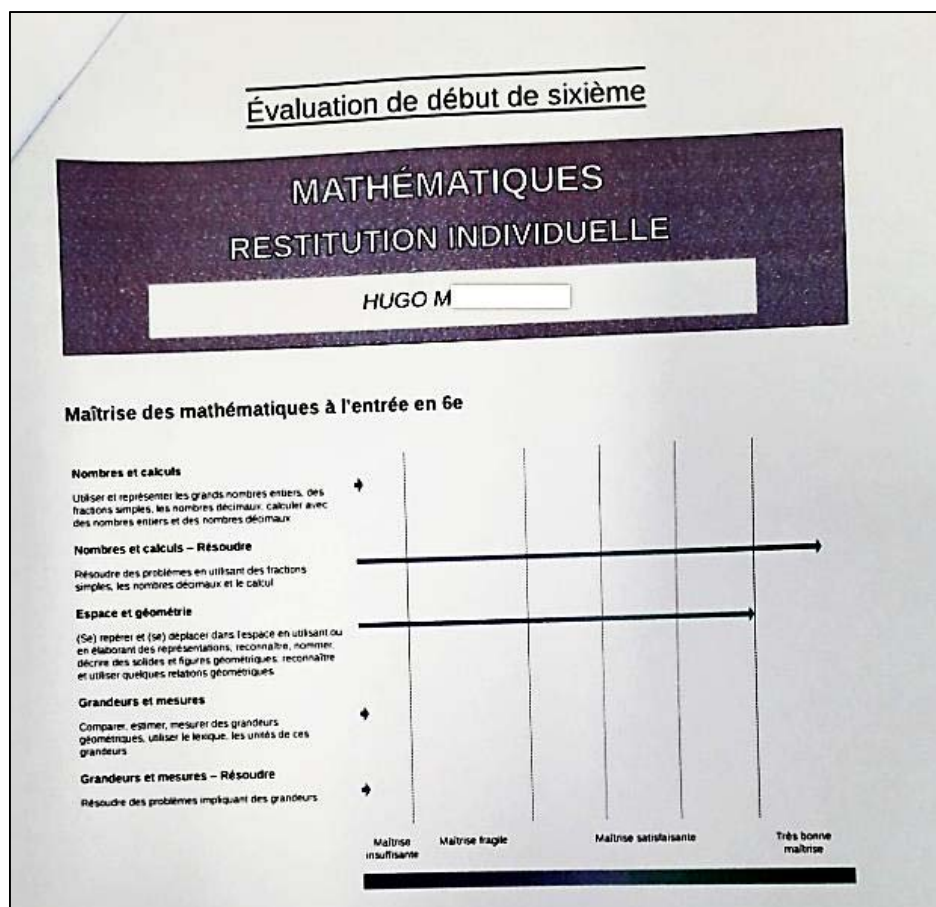 Évaluation de début de sixième
MATHÉMATIQUES
RESTITUTION INDIVIDUELLE
HUGO M
Maîtrise des mathématiques à l'entrée en 6e
Nombres et calculs
Utiliser et représenter les grands nombres entiers, des
fractions simples, les nombres décimaux, calculer avec
des nombres entiers et des nombres décimaux
Nombres et calculs – Résoudre
Résoudre des problèmes en utilisant des fractions
simples, les nombres décimaux et le calcul
Espace et géométrie
(Se) repérer et (se) déplacer dans l'espace en utilisant ou
en élaborant des représentations, reconnaître, nommer,
décrire des solides et figures géométriques, reconnaître
et utiliser quelques relations géométriques
Grandeurs et mesures
Comparer, estimer, mesurer des grandeurs
géométriques, utiliser le lexique, les unités de ces
grandeurs
Grandeurs et mesures – Résoudre
Résoudre des problèmes impliquant des grandeurs
Maîtrise
insuffisante
Maîtrise fragile
Maîtrise satisfaisante
Très bonne
maîtrise